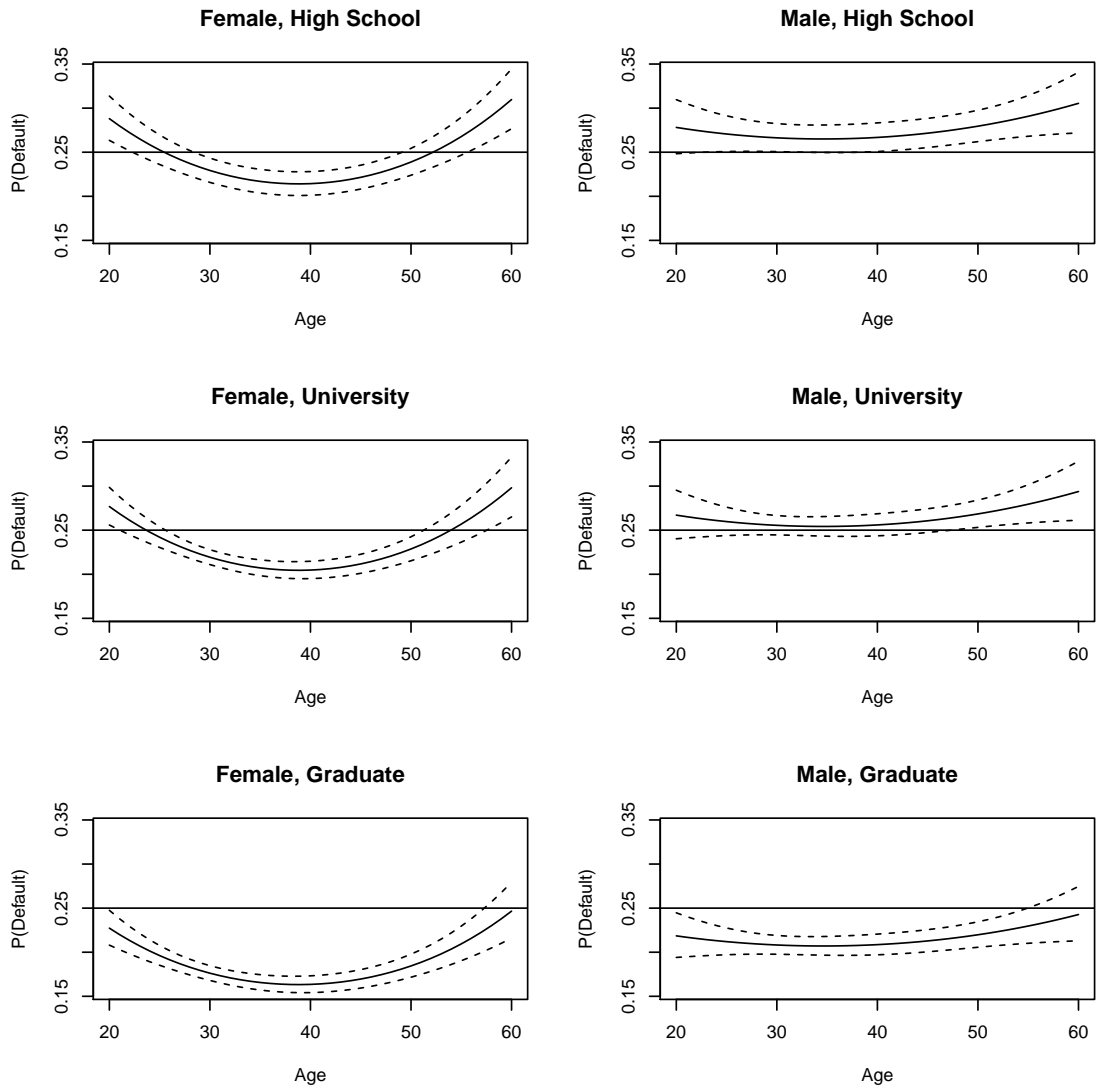 Female, High School
0.35
0.25
0.15
P(Default)
20 30 40 50 60
Age
Male, High School
0.35
0.25
0.15
P(Default)
20 30 40 50 60
Age
Female, University
0.35
0.25
0.15
P(Default)
20 30 40 50 60
Age
Male, University
0.35
0.25
0.15
P(Default)
20 30 40 50 60
Age
Female, Graduate
0.35
0.25
0.15
P(Default)
20 30 40 50 60
Age
Male, Graduate
0.35
0.25
0.15
P(Default)
20 30 40 50 60
Age